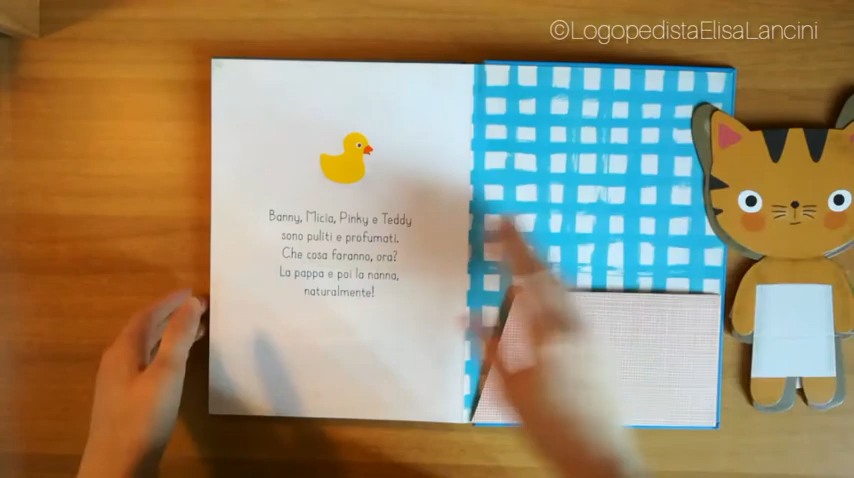 ©LogopedistaElisaLancini
Banny, Micia, Pinky e Teddy
sono puliti e profumati.
Che cosa faranno, ora?
La pappa e poi la nanna,
naturalmente!